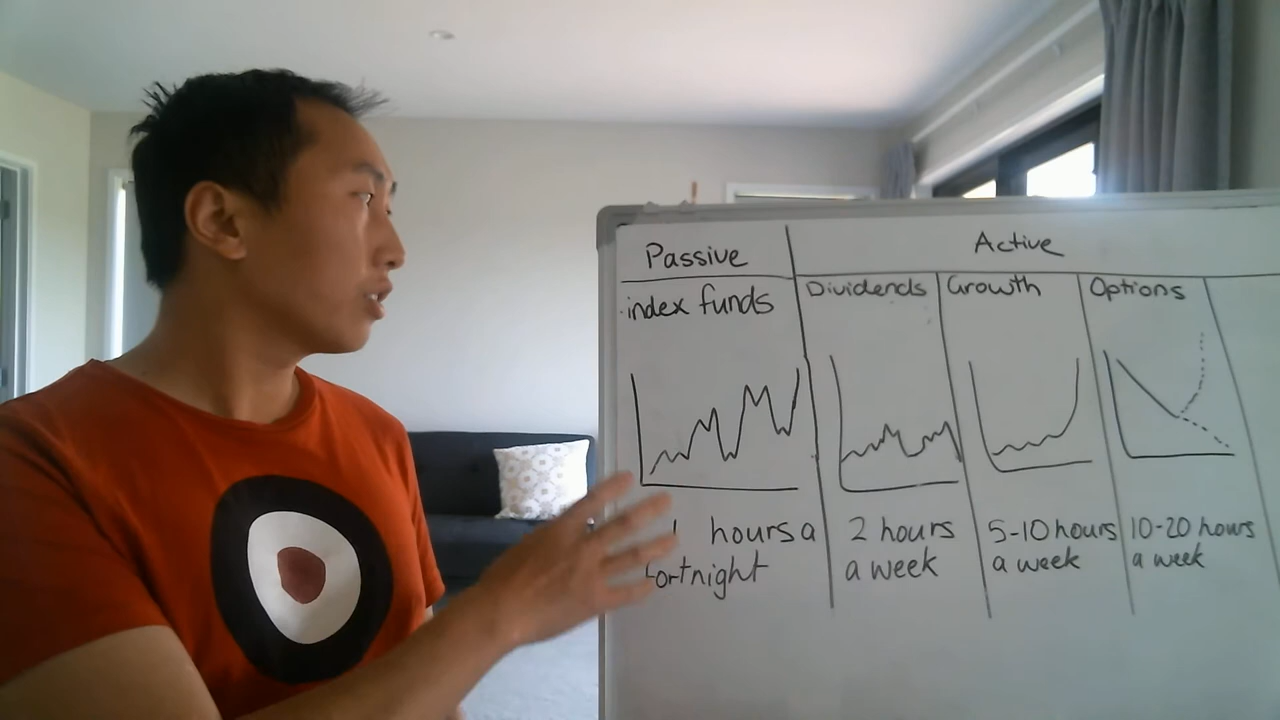 Passive
Active
index funds
Dividends
Growth
Options
1 hours a
fortnight
2 hours
a week
5-10 hours
a week
10-20 hours
a week